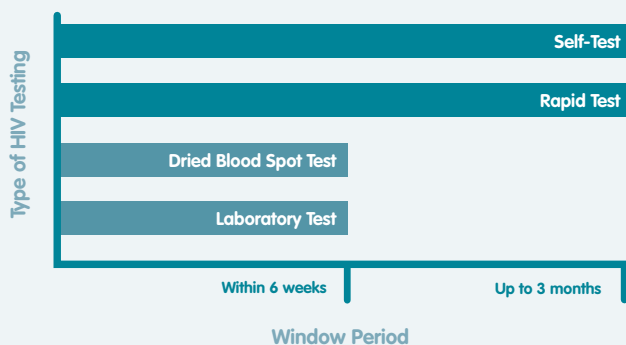 Type of HIV Testing
Self-Test
Rapid Test
Dried Blood Spot Test
Laboratory Test
Within 6 weeks
Up to 3 months
Window Period